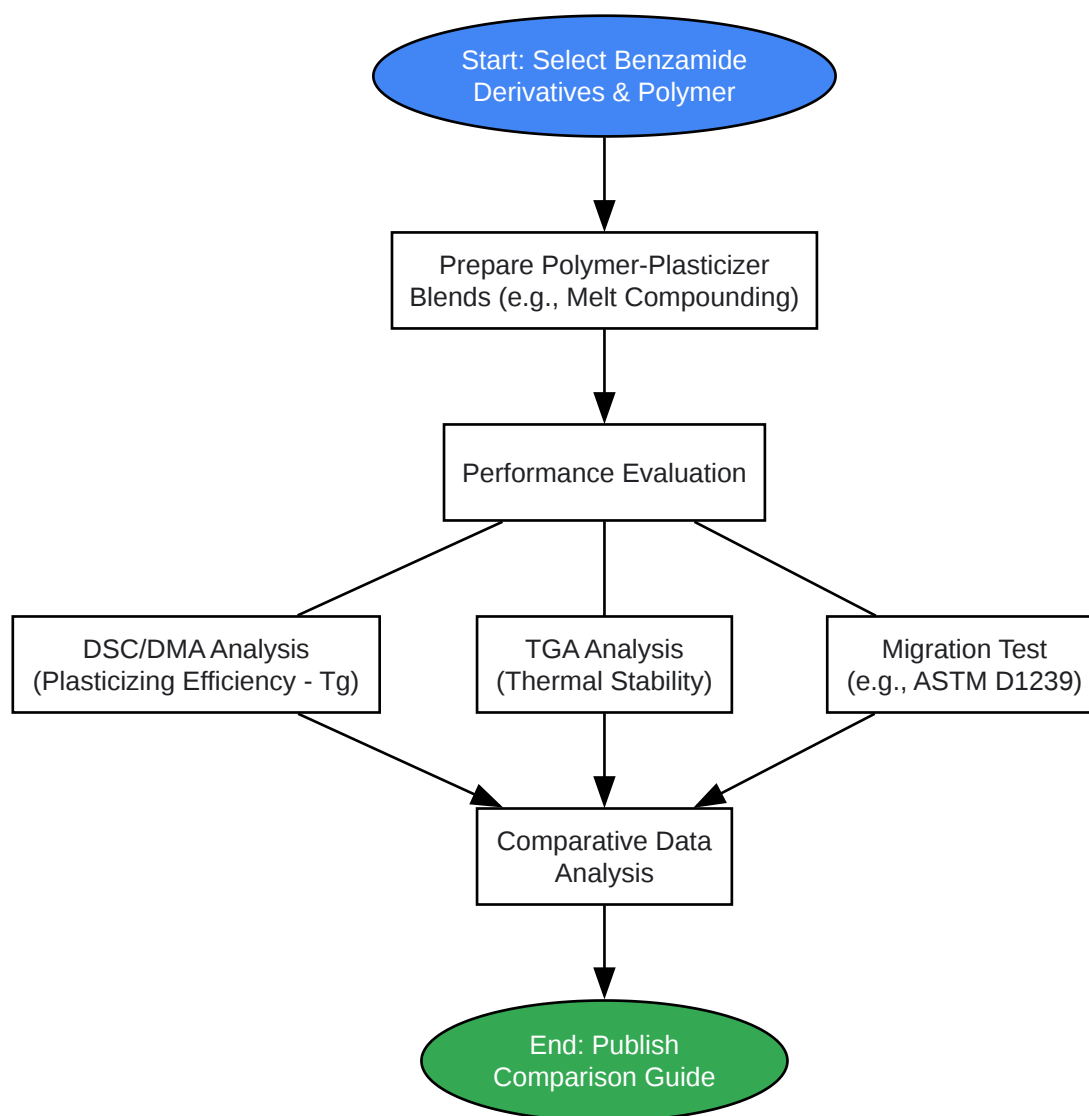 Start: Select Benzamide
Derivatives & Polymer
Prepare Polymer-Plasticizer
Blends (e.g., Melt Compounding)
Performance Evaluation
DSC/DMA Analysis
(Plasticizing Efficiency - Tg)
TGA Analysis
(Thermal Stability)
Migration Test
(e.g., ASTM D1239)
Comparative Data
Analysis
End: Publish
Comparison Guide